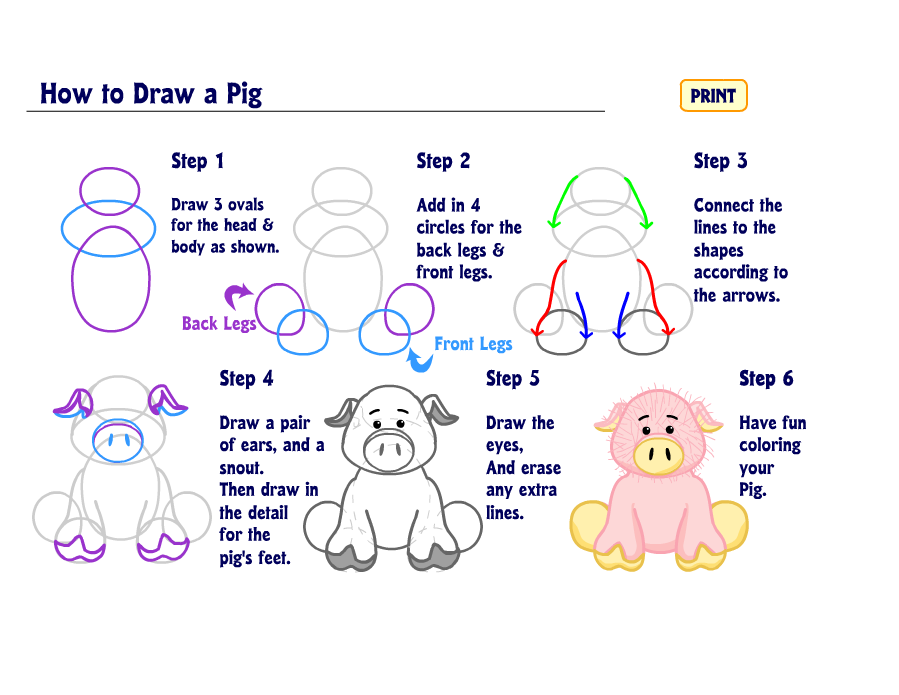 How to Draw a Pig
PRINT
Step 1
Draw 3 ovals
for the head &
body as shown.
Step 2
Add in 4
circles for the
back legs &
front legs.
Back Legs
Front Legs
Step 3
Connect the
lines to the
shapes
according to
the arrows.
Step 4
Draw a pair
of ears, and a
snout.
Then draw in
the detail
for the
pig's feet.
Step 5
Draw the
eyes,
And erase
any extra
lines.
Step 6
Have fun
coloring
your
Pig.